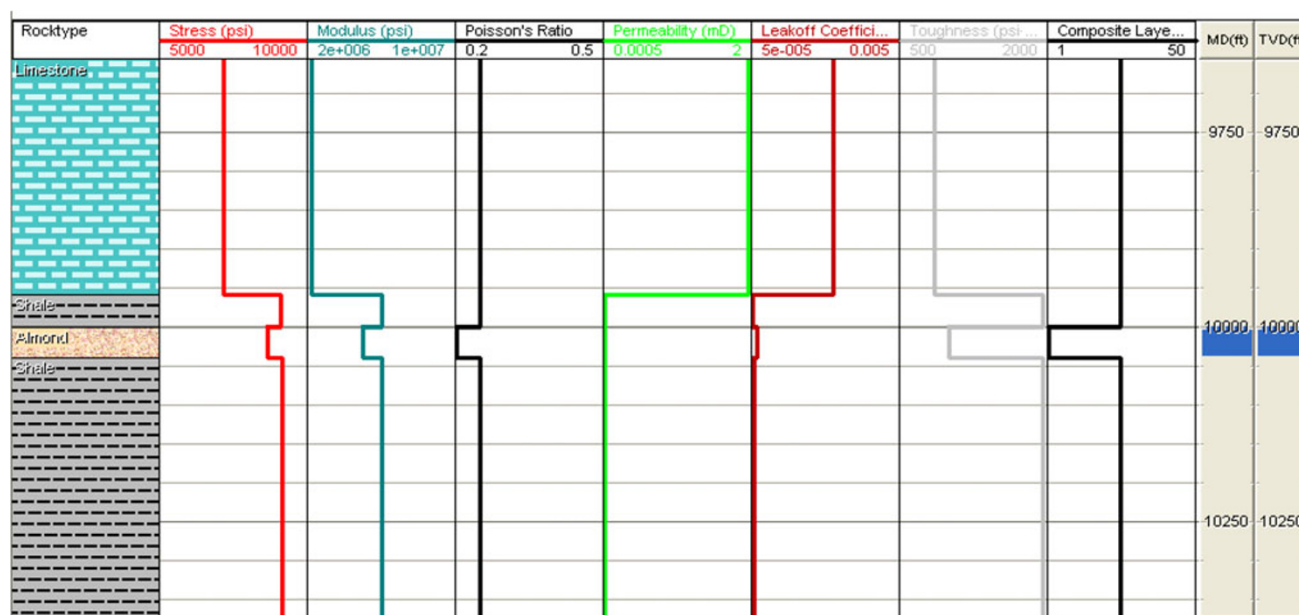 Rocktype Stress (psi) Modulus (psi) Poisson's Ratio Permeability (mD) Leakoff Coeffici... Toughness (psi-... Composite Laye... MD(ft) TVD(ft
5000 10000 2e+006 1e+007 0.2 0.5 0.0005 2 5e-005 0.005 500 2000 1 50
Limestone
9750 9750
Shale
10000 10000
Almond
Shale
10250 10250